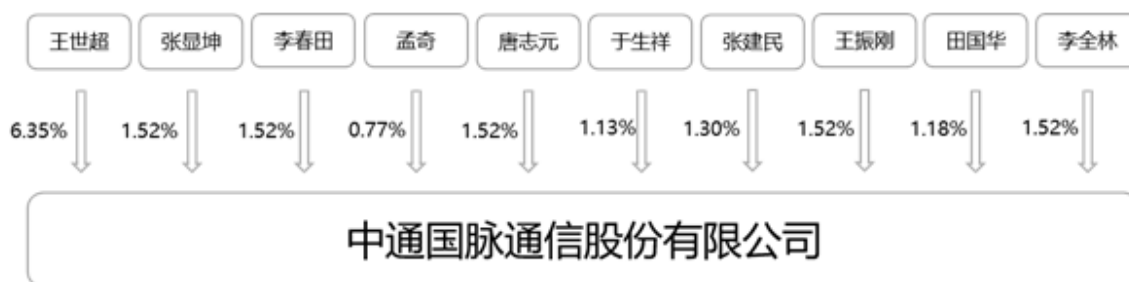 王世超 张显坤 李春田 孟奇 唐志元 于生祥 张建民 王振刚 田国华 李全林
6.35% 1.52% 1.52% 0.77% 1.52% 1.13% 1.30% 1.52% 1.18% 1.52%
中通国脉通信股份有限公司